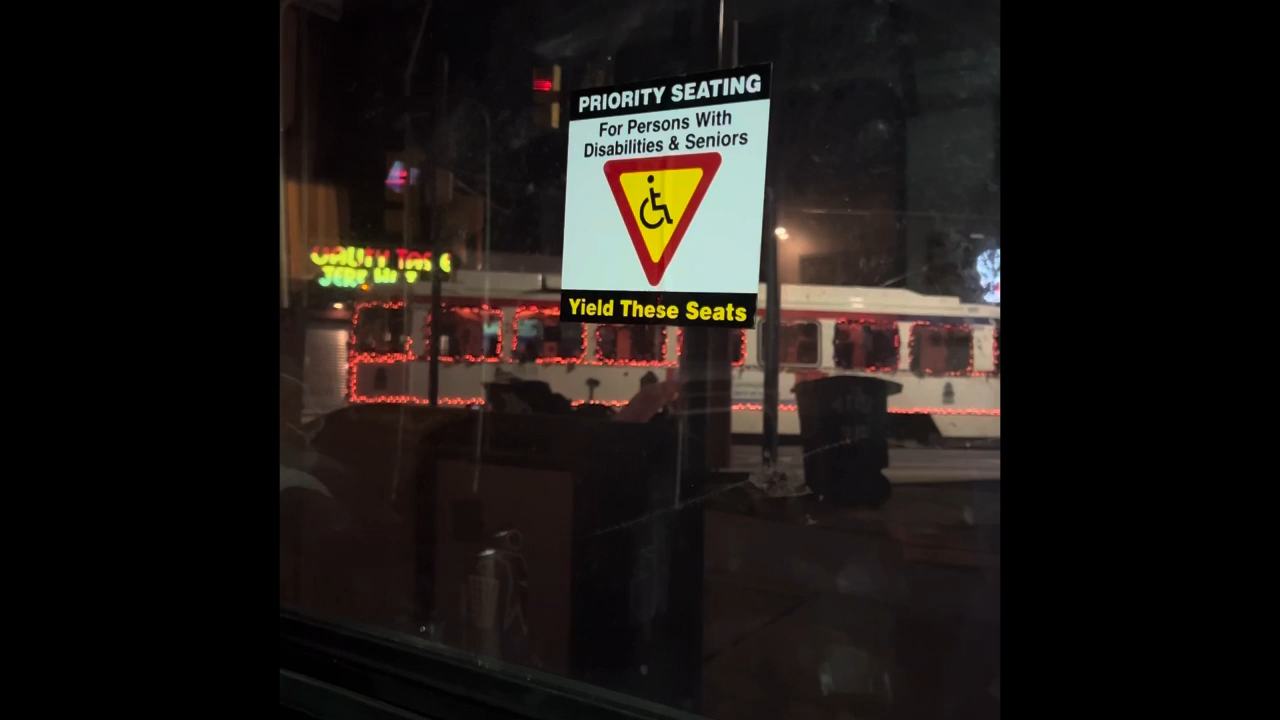 PRIORITY SEATING
For Persons With
Disabilities & Seniors
Yield These Seats